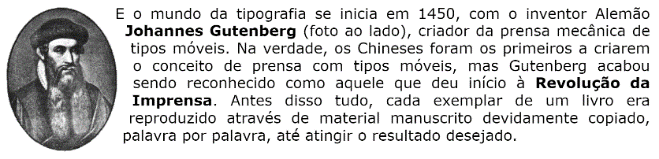 E o mundo da tipografia se inicia em 1450, com o inventor Alemão
Johannes Gutenberg (foto ao lado), criador da prensa mecânica de
tipos móveis. Na verdade, os Chineses foram os primeiros a criarem
o conceito de prensa com tipos móveis, mas Gutenberg acabou
sendo reconhecido como aquele que deu início à Revolução da
Imprensa. Antes disso tudo, cada exemplar de um livro era
reproduzido através de material manuscrito devidamente copiado,
palavra por palavra, até atingir o resultado desejado.